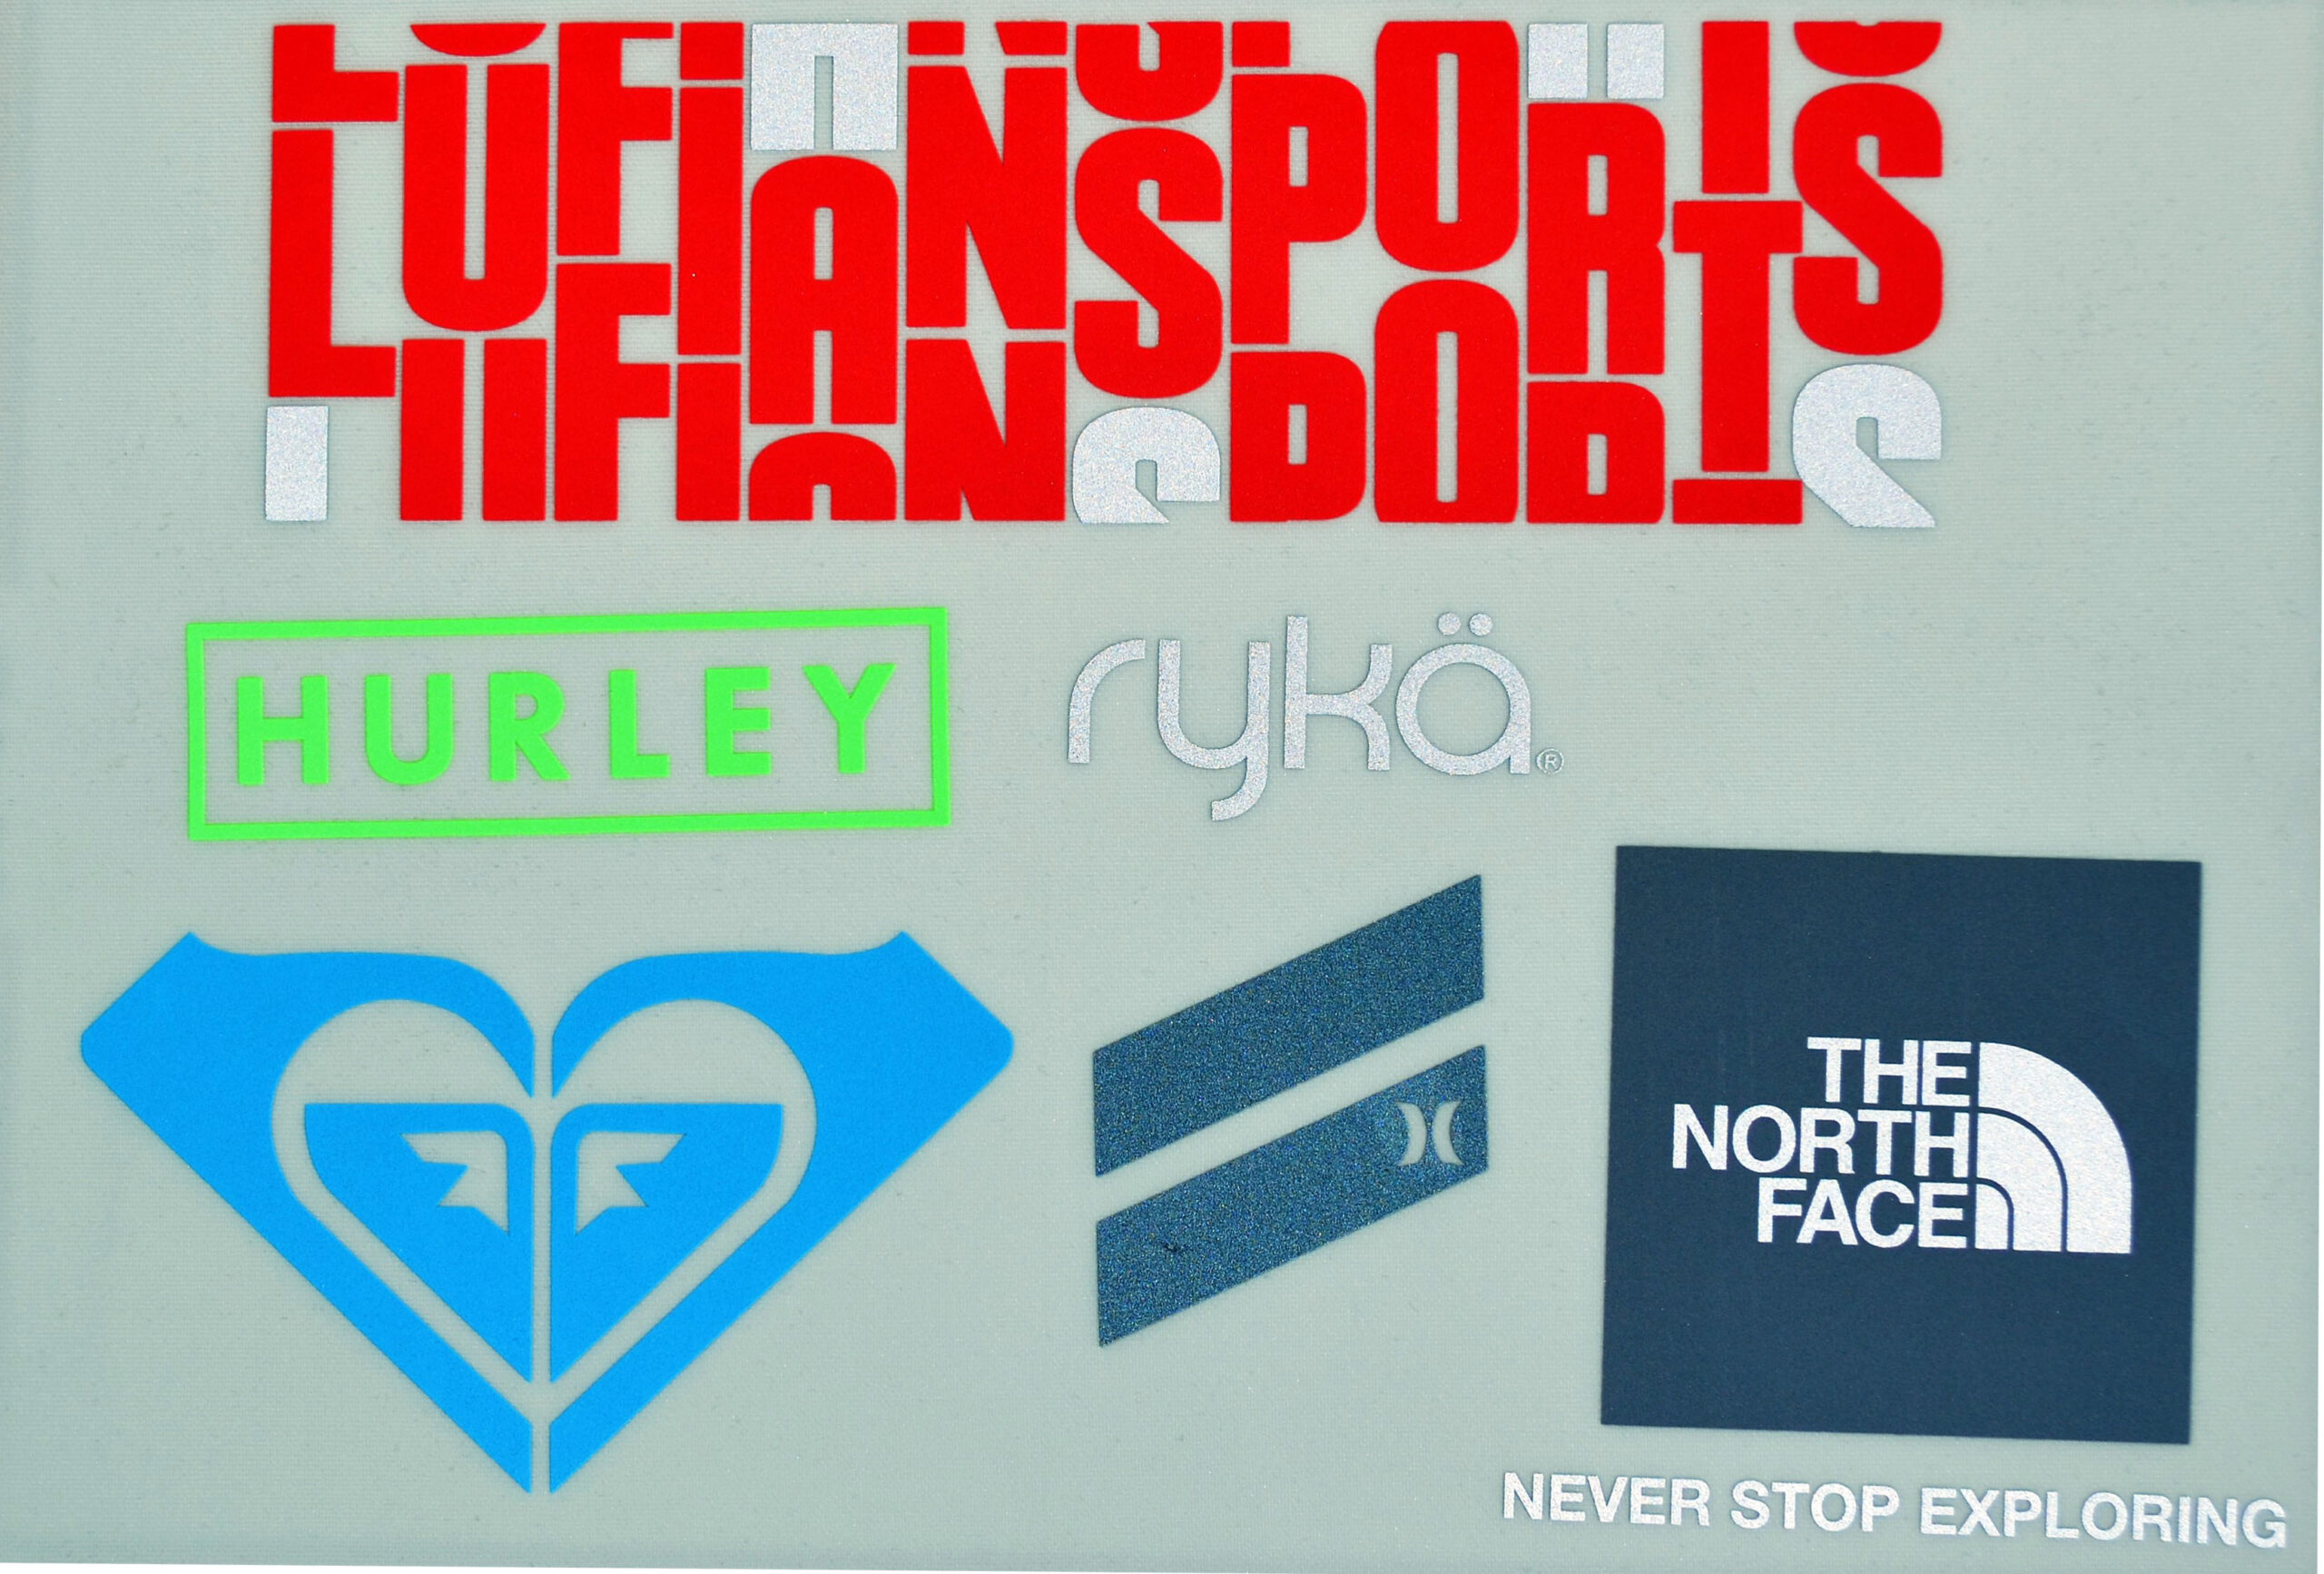 LUFIANSPORTS
HURLEY
rykä®
THE
NORTH
FACE
NEVER STOP EXPLORING